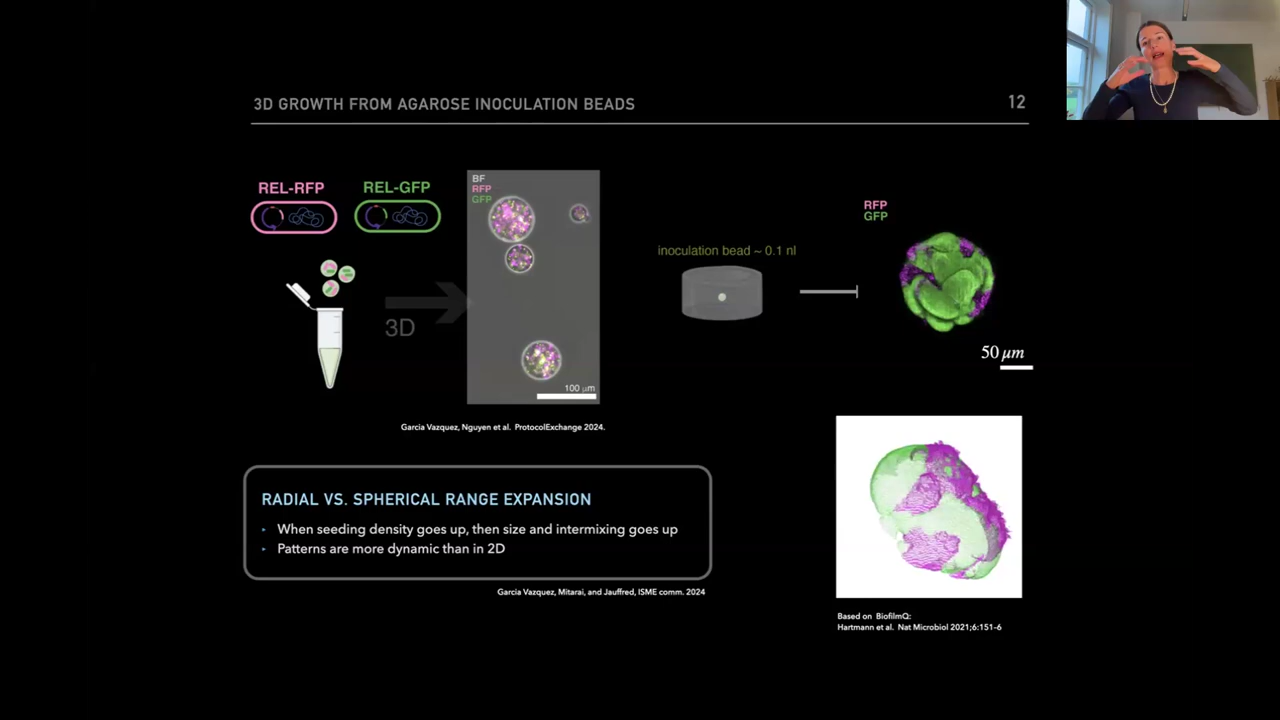 3D GROWTH FROM AGAROSE INOCULATION BEADS
12
REL-RFP
REL-GFP
3D
BF
RFP
GFP
100 µm
inoculation bead ~ 0.1 nl
RFP
GFP
50 µm
Garcia Vazquez, Nguyen et al. ProtocolExchange 2024.
RADIAL VS. SPHERICAL RANGE EXPANSION
‣ When seeding density goes up, then size and intermixing goes up
‣ Patterns are more dynamic than in 2D
Garcia Vazquez, Mitarai, and Jauffred, ISME comm. 2024
Based on BiofilmQ:
Hartmann et al. Nat Microbiol 2021;6:151-6